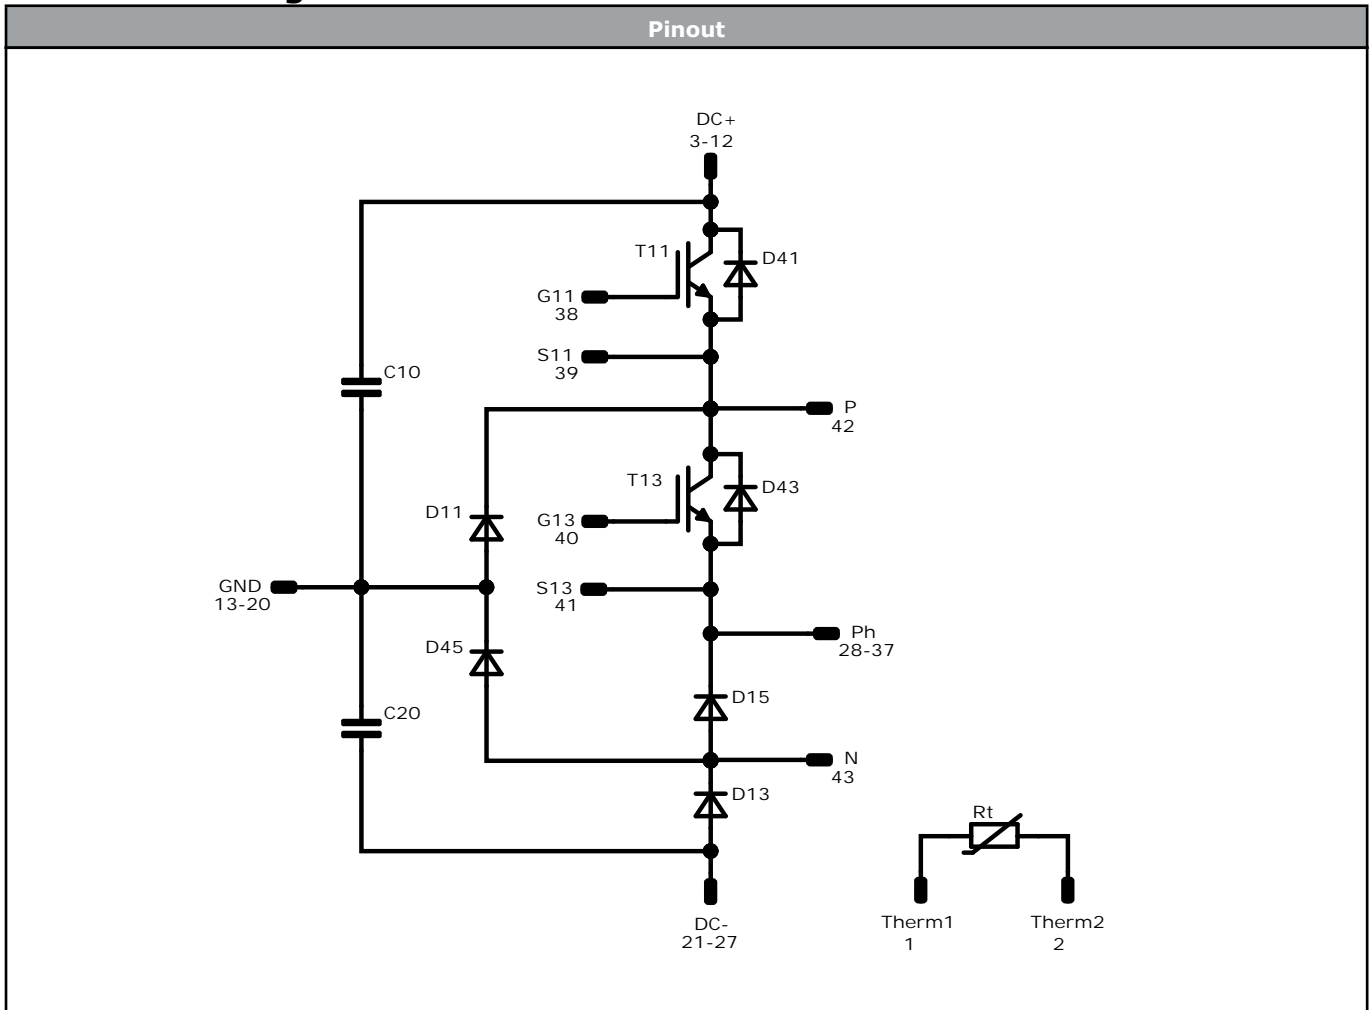 Pinout
DC+
3-12
T11
D41
G11
38
S11
39
C10
P
42
T13
D43
D11
G13
40
GND
13-20
S13
41
Ph
28-37
D45
D15
C20
N
43
D13
Rt
DC-
21-27
Therm1
1
Therm2
2